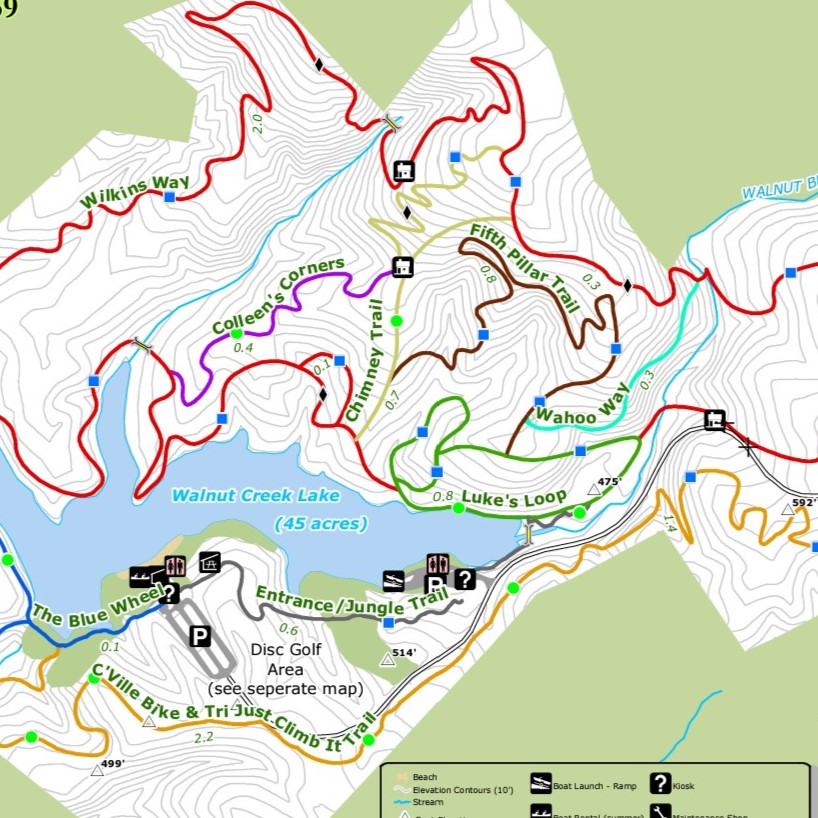 59
2.0
Wilkins Way
WALNUT B
Fifth Pillar Trail
0.8
0.3
Colleen's Corners
0.4
Chimney Trail
0.1
0.7
Wahoo Way
0.3
Walnut Creek Lake
(45 acres)
0.8
Luke's Loop
475'
592'
1.4
P
?
?
The Blue Wheel
0.1
Entrance/Jungle Trail
0.6
P
Disc Golf
Area
(see seperate map)
514'
C'Ville Bike & Tri Just Climb It Trail
2.2
499'
Beach
Elevation Contours (10')
Stream
Boat Launch - Ramp
? Kiosk
Boat Rental (summer)
Maintenance Shop